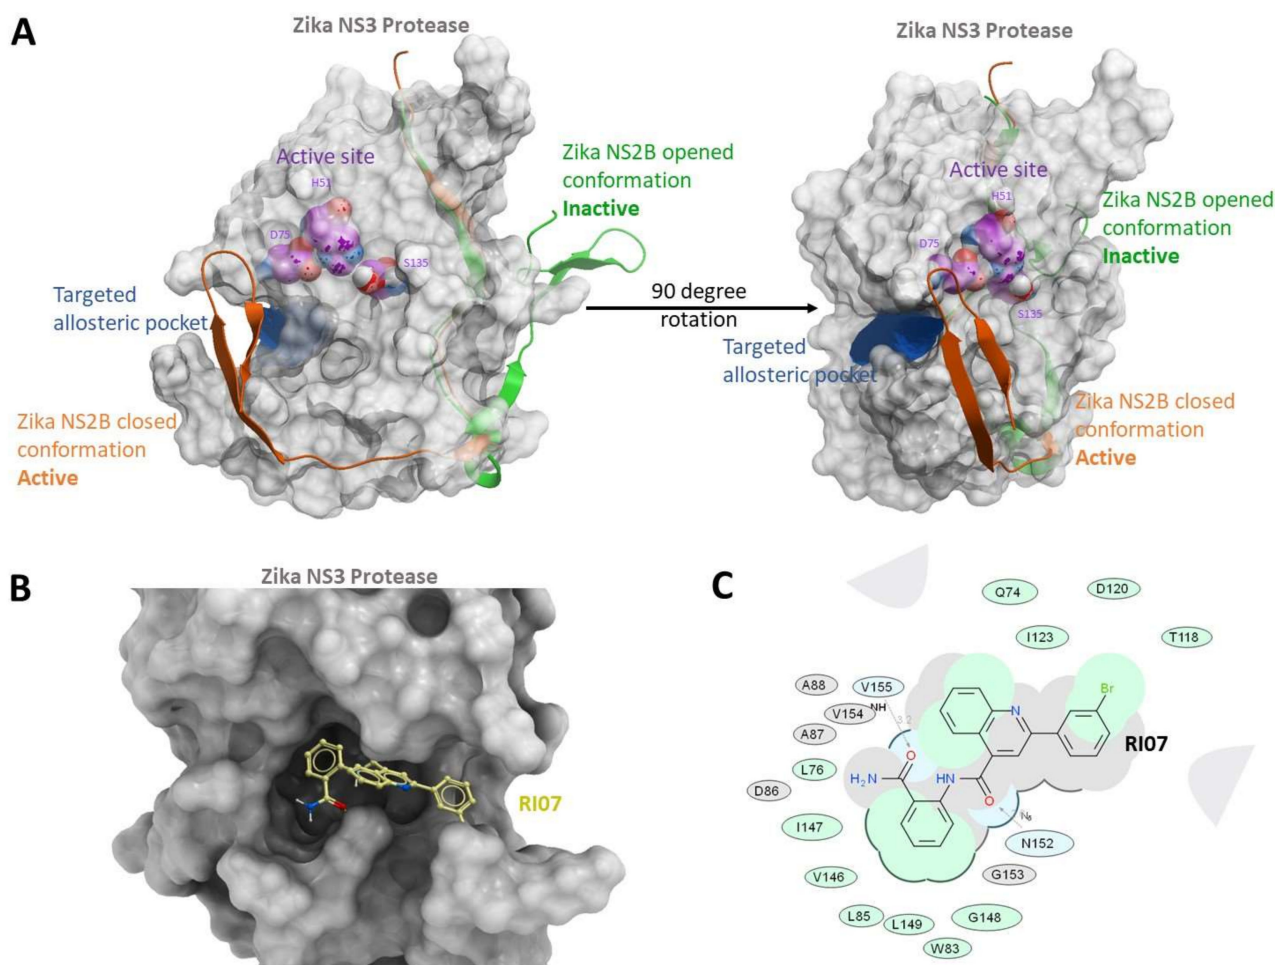 A
Zika NS3 Protease
Active site
H51
D75
S135
Zika NS2B opened
conformation
Inactive
Targeted
allosteric pocket
Zika NS2B closed
conformation
Active
90 degree
rotation
Zika NS3 Protease
Active site
H51
D75
S135
Zika NS2B opened
conformation
Inactive
Targeted
allosteric pocket
Zika NS2B closed
conformation
Active
B
Zika NS3 Protease
RI07
C
Q74
D120
I123
T118
A88
V155
V154
NH
3.2
A87
L76
D86
I147
V146
L85
L149
W83
G148
G153
N152
Br
N
RI07
O
H2N
HN
O